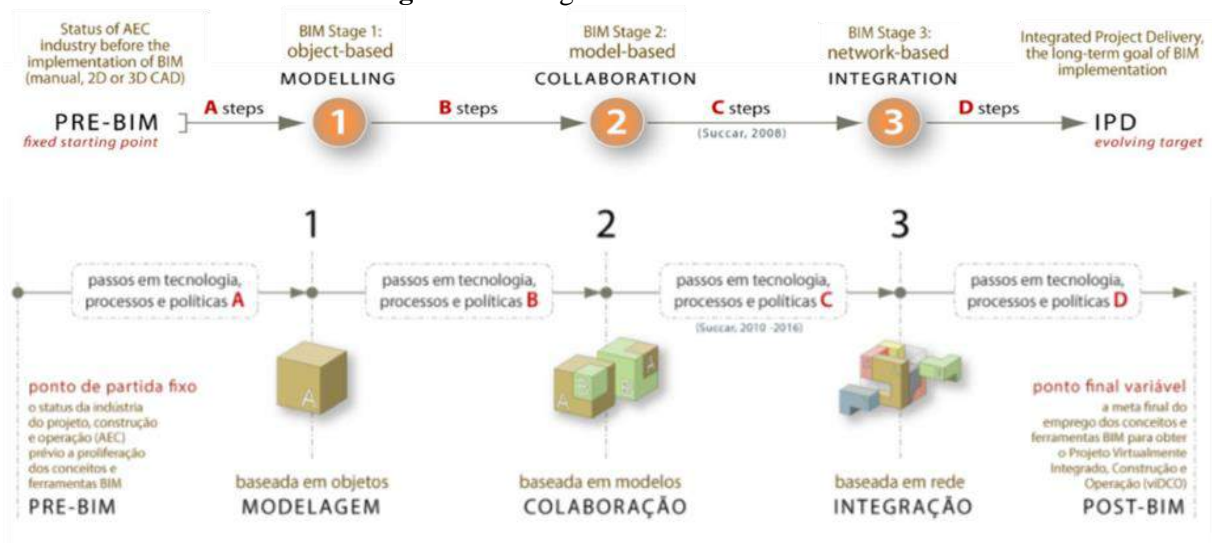 Status of AEC
industry before the
implementation of BIM
(manual, 2D or 3D CAD)
PRE-BIM
fixed starting point
A steps
BIM Stage 1:
object-based
MODELLING
1
B steps
BIM Stage 2:
model-based
COLLABORATION
2
C steps
(Succar, 2008)
BIM Stage 3:
network-based
INTEGRATION
3
D steps
Integrated Project Delivery,
the long-term goal of BIM
implementation
IPD
evolving target
1
2
3
passos em tecnologia,
processos e políticas A
passos em tecnologia,
processos e políticas B
passos em tecnologia,
processos e políticas C
(Succar, 2010 -2016)
passos em tecnologia,
processos e políticas D
ponto de partida fixo
o status da indústria
do projeto, construção
e operação (AEC)
prévio a proliferação
dos conceitos e
ferramentas BIM
PRE-BIM
A
baseada em objetos
MODELAGEM
A
B
B
A
baseada em modelos
COLABORAÇÃO
baseada em rede
INTEGRAÇÃO
ponto final variável
a meta final do
emprego dos conceitos e
ferramentas BIM para obter
o Projeto Virtualmente
Integrado, Construção e
Operação (viDCO)
POST-BIM